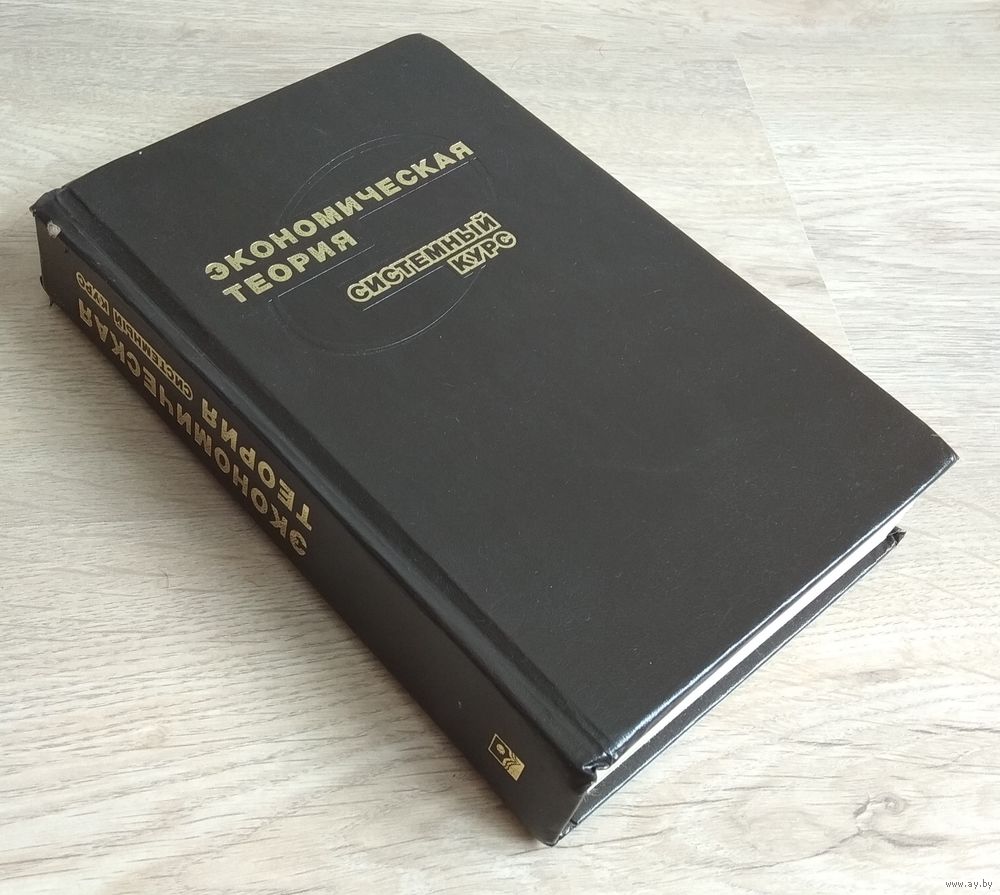 ЭКОНОМИЧЕСКАЯ
ТЕОРИЯ
СИСТЕМНЫЙ
КУРС
ЭКОНОМИЧЕСКАЯ
ТЕОРИЯ СИСТЕМНЫЙ КУРС
www.ay.by